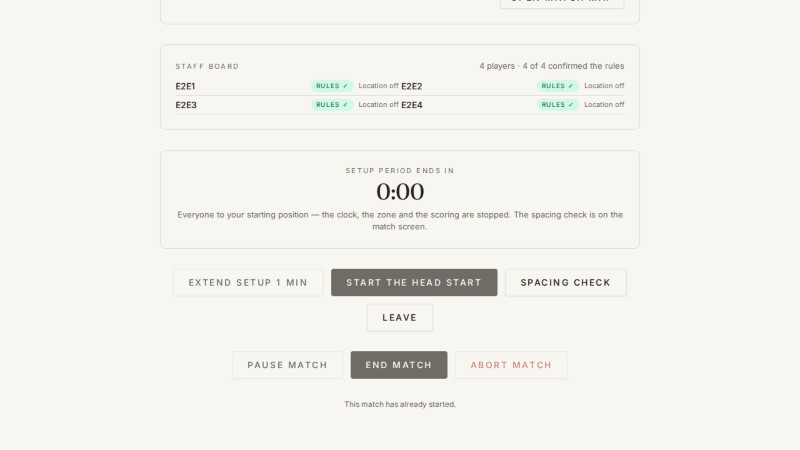 STAFF BOARD
4 players · 4 of 4 confirmed the rules
E2E1 RULES ✓ Location off E2E2 RULES ✓ Location off
E2E3 RULES ✓ Location off E2E4 RULES ✓ Location off
SETUP PERIOD ENDS IN
0:00
Everyone to your starting position — the clock, the zone and the scoring are stopped. The spacing check is on the
match screen.
EXTEND SETUP 1 MIN START THE HEAD START SPACING CHECK
LEAVE
PAUSE MATCH END MATCH ABORT MATCH
This match has already started.